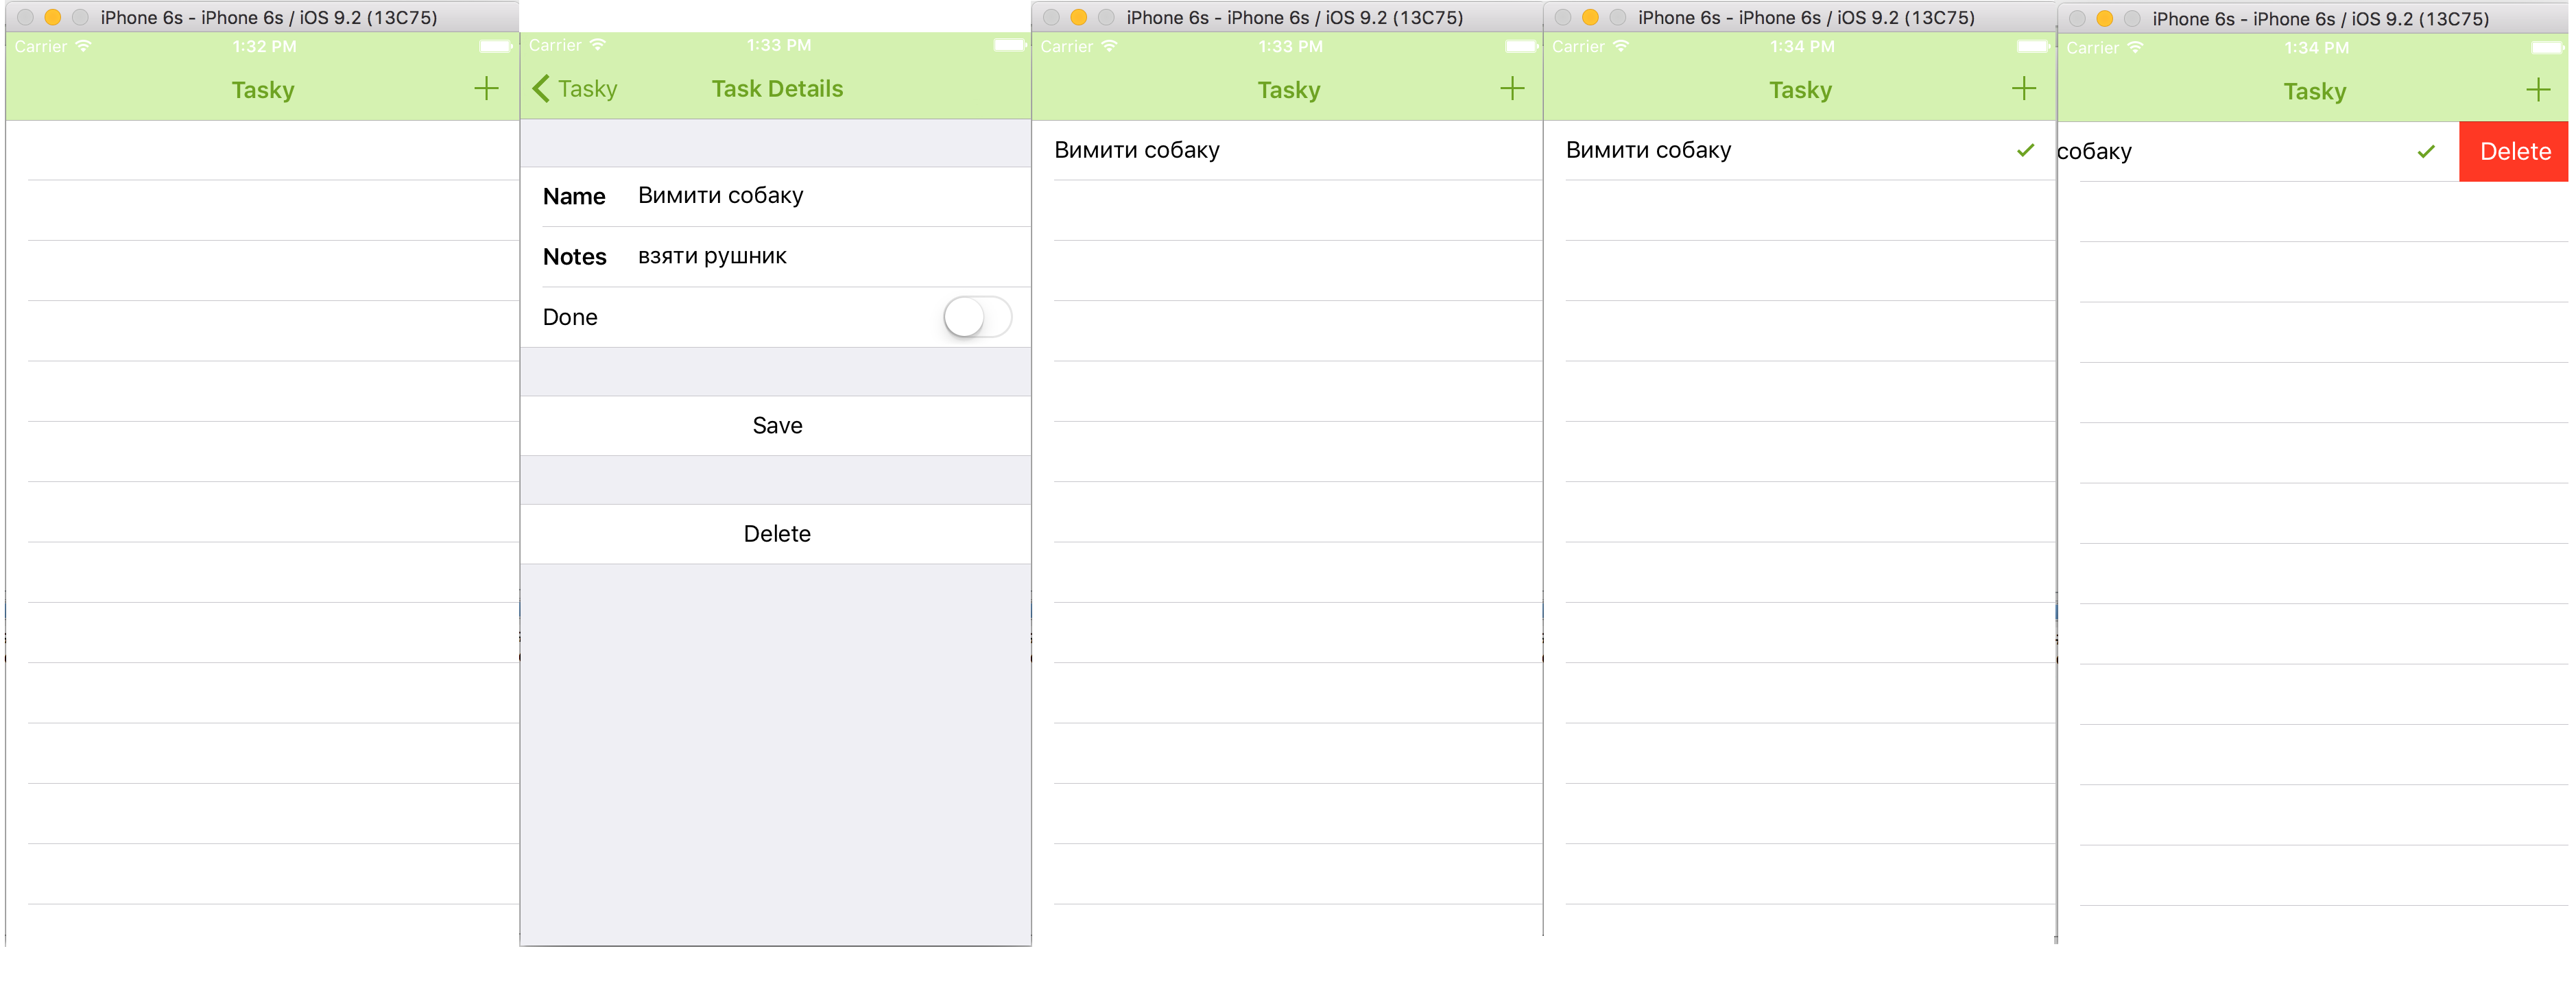 iPhone 6s - iPhone 6s / iOS 9.2 (13C75)
Carrier 1:32 PM
Tasky +
Carrier 1:33 PM
Tasky Task Details
Name Вимити собаку
Notes взяти рушник
Done
Save
Delete
iPhone 6s - iPhone 6s / iOS 9.2 (13C75)
Carrier 1:33 PM
Tasky +
Вимити собаку
iPhone 6s - iPhone 6s / iOS 9.2 (13C75)
Carrier 1:34 PM
Tasky +
Вимити собаку
iPhone 6s - iPhone 6s / iOS 9.2 (13C75)
Carrier 1:34 PM
Tasky +
собаку Delete